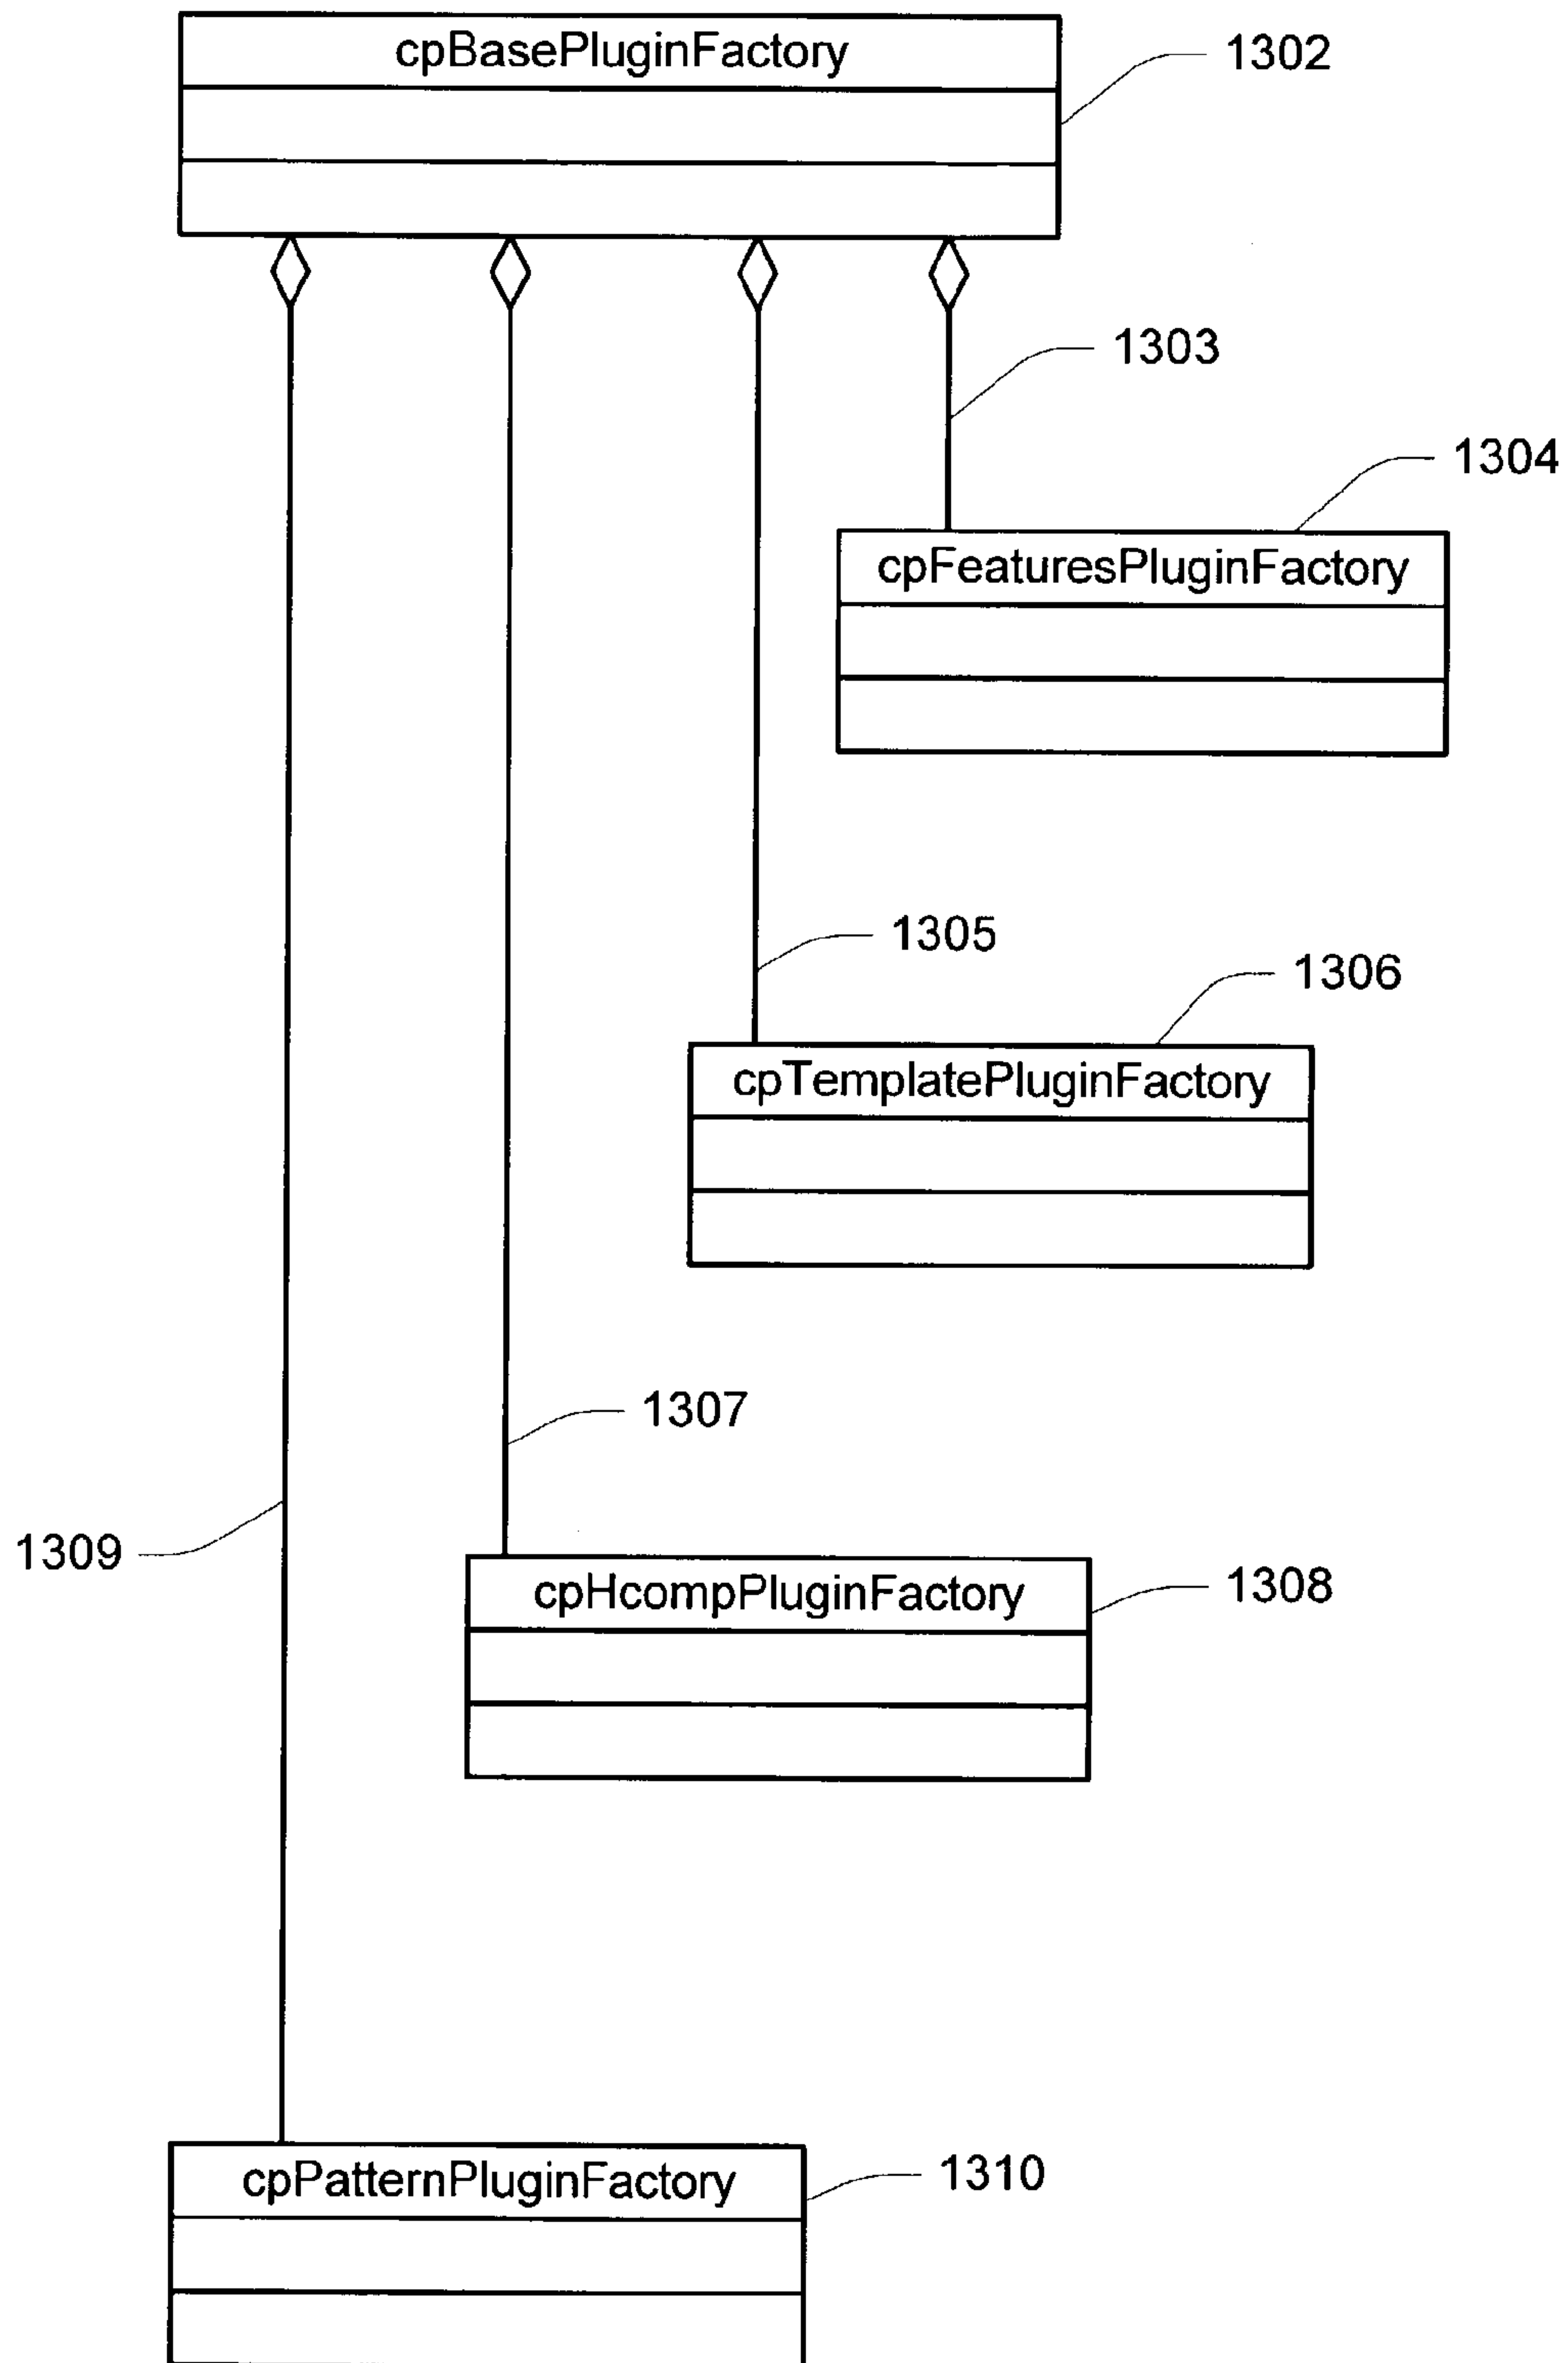 cpBasePluginFactory
1302
1303
1304
cpFeaturesPluginFactory
1305
1306
cpTemplatePluginFactory
1307
1309
cpHcompPluginFactory
1308
cpPatternPluginFactory
1310